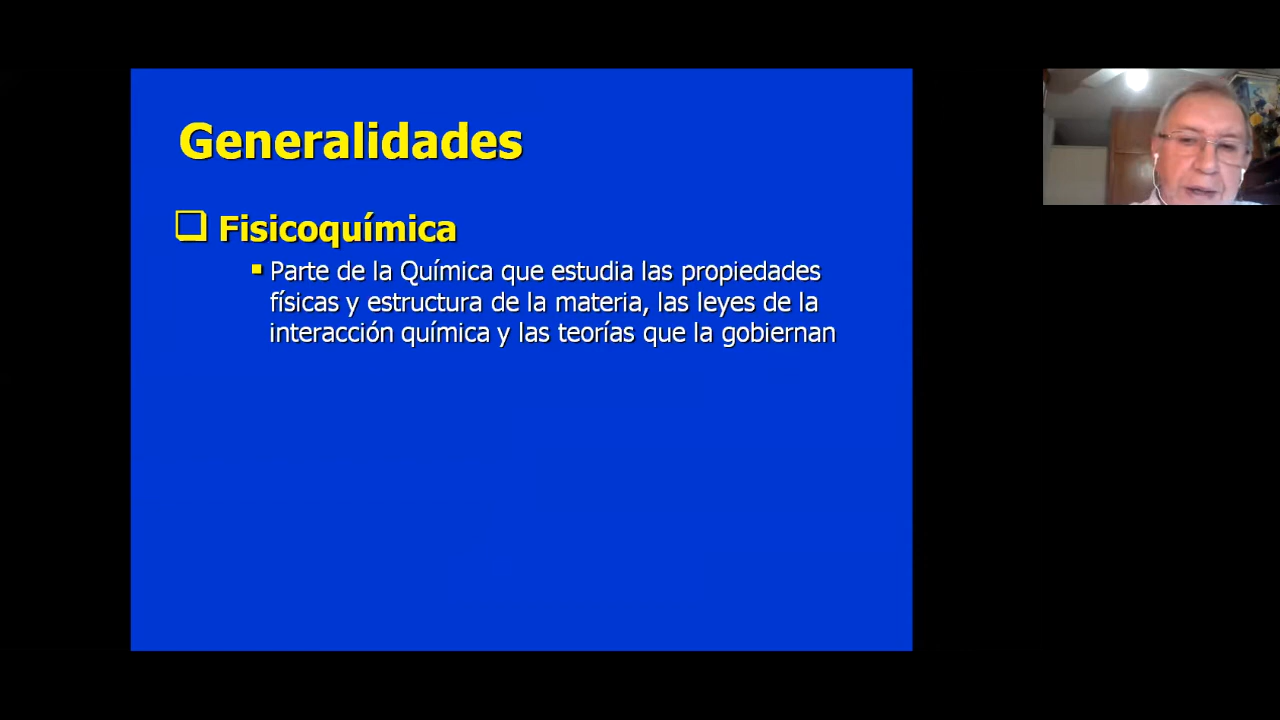 Generalidades
Fisicoquímica
Parte de la Química que estudia las propiedades
físicas y estructura de la materia, las leyes de la
interacción química y las teorías que la gobiernan